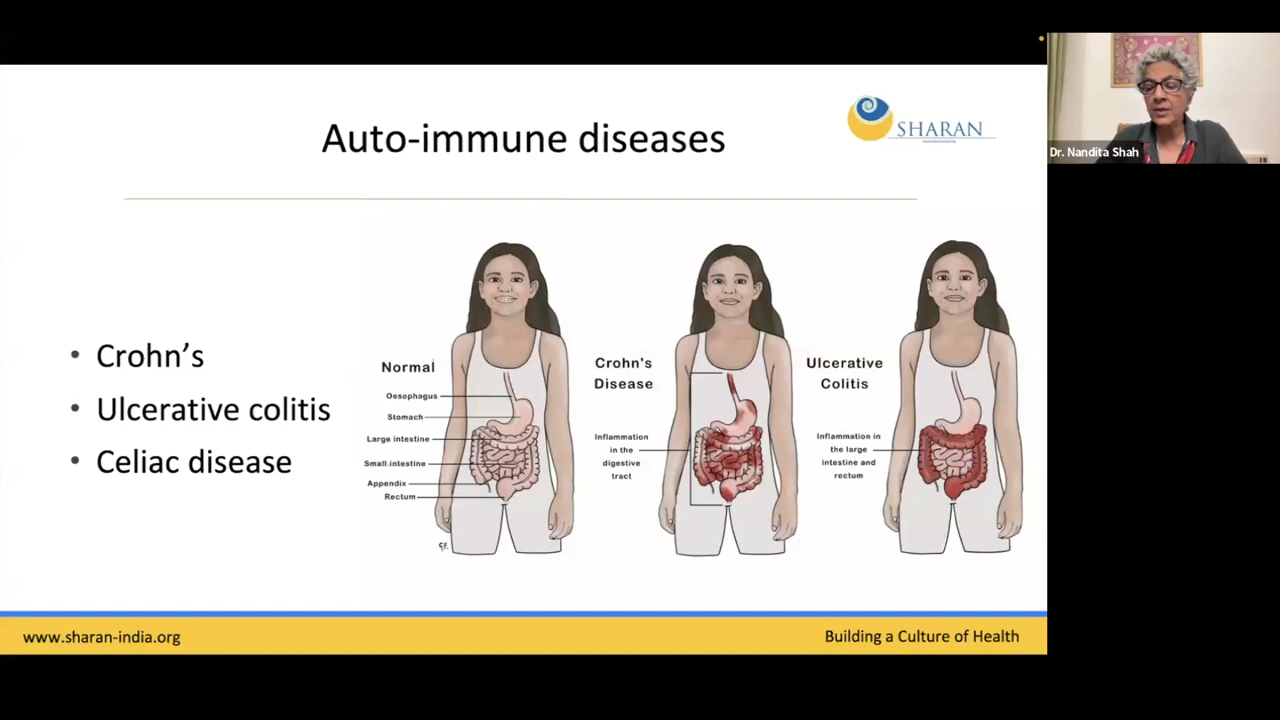 Auto-immune diseases
SHARAN
Dr. Nandita Shah
• Crohn’s
• Ulcerative colitis
• Celiac disease
Normal
Oesophagus
Stomach
Large intestine
Small intestine
Appendix
Rectum
Crohn's
Disease
Inflammation
in the
digestive
tract
Ulcerative
Colitis
Inflammation in
the large
intestine and
rectum
www.sharan-india.org
Building a Culture of Health